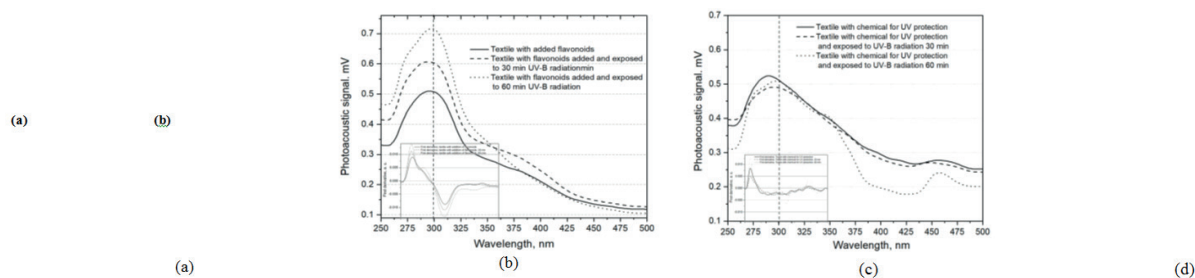 (a)
(b)
Photoacoustic signal, mV
0.7
0.6
0.5
0.4
0.3
0.2
0.1
Textile with added flavonoids
Textile with flavonoids added and exposed
to 30 min UV-B radiationmin
Textile with flavonoids added and exposed
to 60 min UV-B radiation
250 275 300 325 350 375 400 425 450 475 500
Wavelength, nm
(a)
(b)
Photoacoustic signal, mV
0.7
0.6
0.5
0.4
0.3
0.2
0.1
Textile with chemical for UV protection
Textile with chemical for UV protection
and exposed to UV-B radiation 30 min
Textile with chemical for UV protection
and exposed to UV-B radiation 60 min
250 275 300 325 350 375 400 425 450 475 500
Wavelength, nm
(c)
(d)